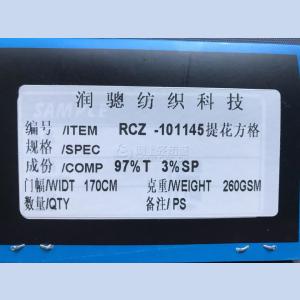 润骢纺织科技
编号/ITEM RCZ -101145提花方格
规格/SPEC
成份/COMP 97%T 3%SP
门幅/WIDT 170CM 克重/WEIGHT 260GSM
数量/QTY 备注/PS